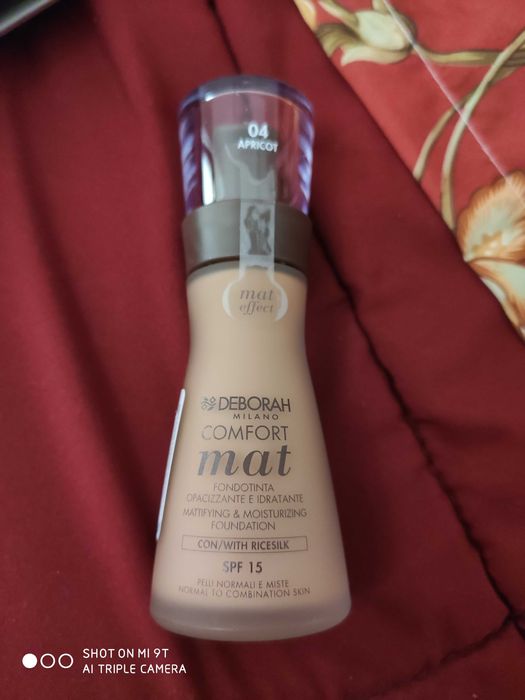 04
APRICOT
mat
effect
DEBORAH
MILANO
COMFORT
mat
FONDOTINTA
OPACIZZANTE E IDRATANTE
MATTIFYING & MOISTURIZING
FOUNDATION
CON/WITH RICESILK
SPF 15
PELLI NORMALI E MISTE
NORMAL TO COMBINATION SKIN
SHOT ON MI 9T
AI TRIPLE CAMERA